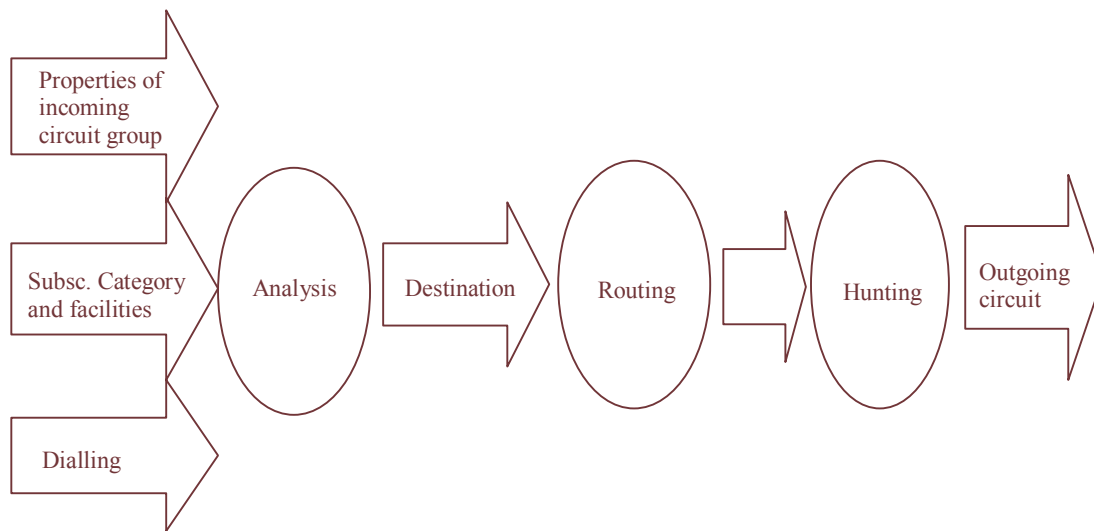 Properties of
incoming
circuit group
Subsc. Category
and facilities
Dialling
Analysis
Destination
Routing
Hunting
Outgoing
circuit